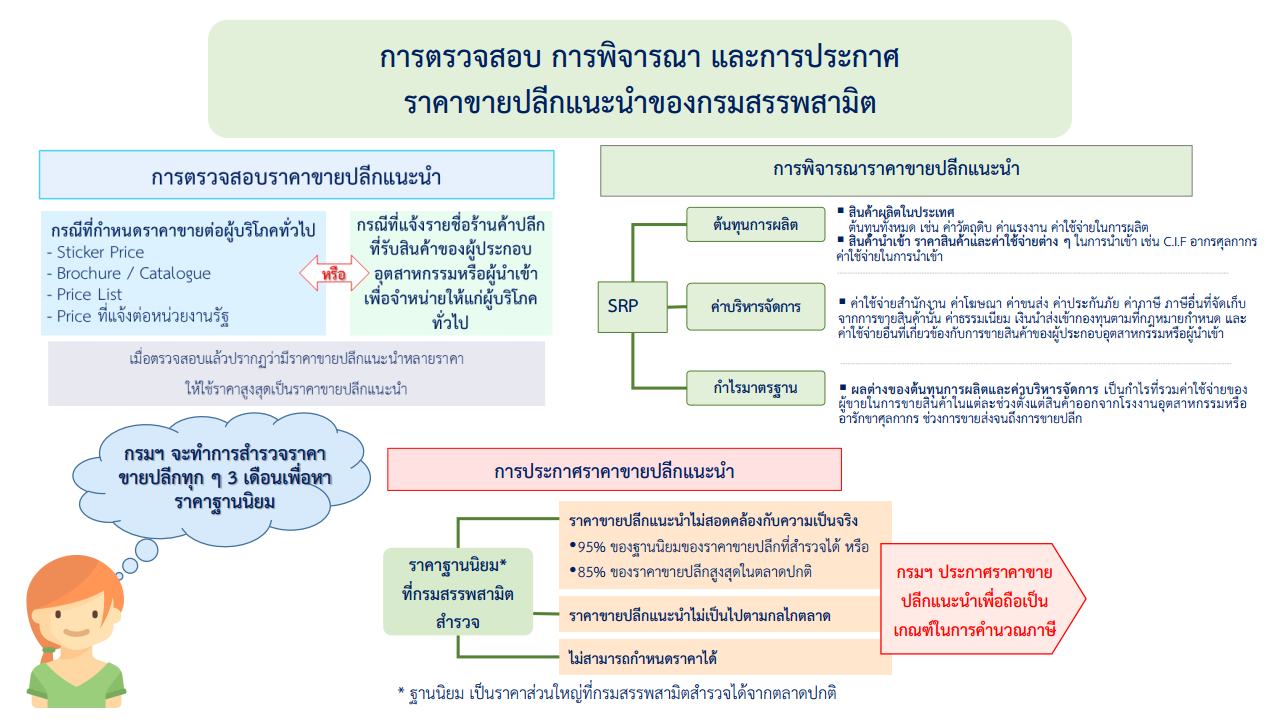 การตรวจสอบ การพิจารณา และการประกาศ
ราคาขายปลีกแนะนำของกรมสรรพสามิต
การตรวจสอบราคาขายปลีกแนะนำ
กรณีที่กำหนดราคาขายต่อผู้บริโภคทั่วไป
- Sticker Price
- Brochure / Catalogue
- Price List
- Price ที่แจ้งต่อหน่วยงานรัฐ
หรือ
กรณีที่แจ้งรายชื่อร้านค้าปลีก
ที่รับสินค้าของผู้ประกอบ
อุตสาหกรรมหรือผู้นำเข้า
เพื่อจำหน่ายให้แก่ผู้บริโภค
ทั่วไป
เมื่อตรวจสอบแล้วปรากฏว่ามีราคาขายปลีกแนะนำหลายราคา
ให้ใช้ราคาสูงสุดเป็นราคาขายปลีกแนะนำ
การพิจารณาราคาขายปลีกแนะนำ
SRP
ต้นทุนการผลิต
▪ สินค้าผลิตในประเทศ
ต้นทุนทั้งหมด เช่น ค่าวัตถุดิบ ค่าแรงงาน ค่าใช้จ่ายในการผลิต
▪ สินค้านำเข้า ราคาสินค้าและค่าใช้จ่ายต่าง ๆ ในการนำเข้า เช่น C.I.F อากรศุลกากร
ค่าใช้จ่ายในการนำเข้า
ค่าบริหารจัดการ
▪ ค่าใช้จ่ายสำนักงาน ค่าโฆษณา ค่าขนส่ง ค่าประกันภัย ค่าภาษี ภาษีอื่นที่จัดเก็บ
จากการขายสินค้านั้น ค่าธรรมเนียม เงินนำส่งเข้ากองทุนตามที่กฎหมายกำหนด และ
ค่าใช้จ่ายอื่นที่เกี่ยวข้องกับการขายสินค้าของผู้ประกอบอุตสาหกรรมหรือผู้นำเข้า
กำไรมาตรฐาน
▪ ผลต่างของต้นทุนการผลิตและค่าบริหารจัดการ เป็นกำไรที่รวมค่าใช้จ่ายของ
ผู้ขายในการขายสินค้าในแต่ละช่วงตั้งแต่สินค้าออกจากโรงงานอุตสาหกรรมหรือ
อารักขาศุลกากร ช่วงการขายส่งจนถึงการขายปลีก
กรมฯ จะทำการสำรวจราคา
ขายปลีกทุก ๆ 3 เดือนเพื่อหา
ราคาฐานนิยม
การประกาศราคาขายปลีกแนะนำ
ราคาฐานนิยม*
ที่กรมสรรพสามิต
สำรวจ
ราคาขายปลีกแนะนำไม่สอดคล้องกับความเป็นจริง
•95% ของฐานนิยมของราคาขายปลีกที่สำรวจได้ หรือ
•85% ของราคาขายปลีกสูงสุดในตลาดปกติ
ราคาขายปลีกแนะนำไม่เป็นไปตามกลไกตลาด
ไม่สามารถกำหนดราคาได้
กรมฯ ประกาศราคาขาย
ปลีกแนะนำเพื่อถือเป็น
เกณฑ์ในการคำนวณภาษี
* ฐานนิยม เป็นราคาส่วนใหญ่ที่กรมสรรพสามิตสำรวจได้จากตลาดปกติ